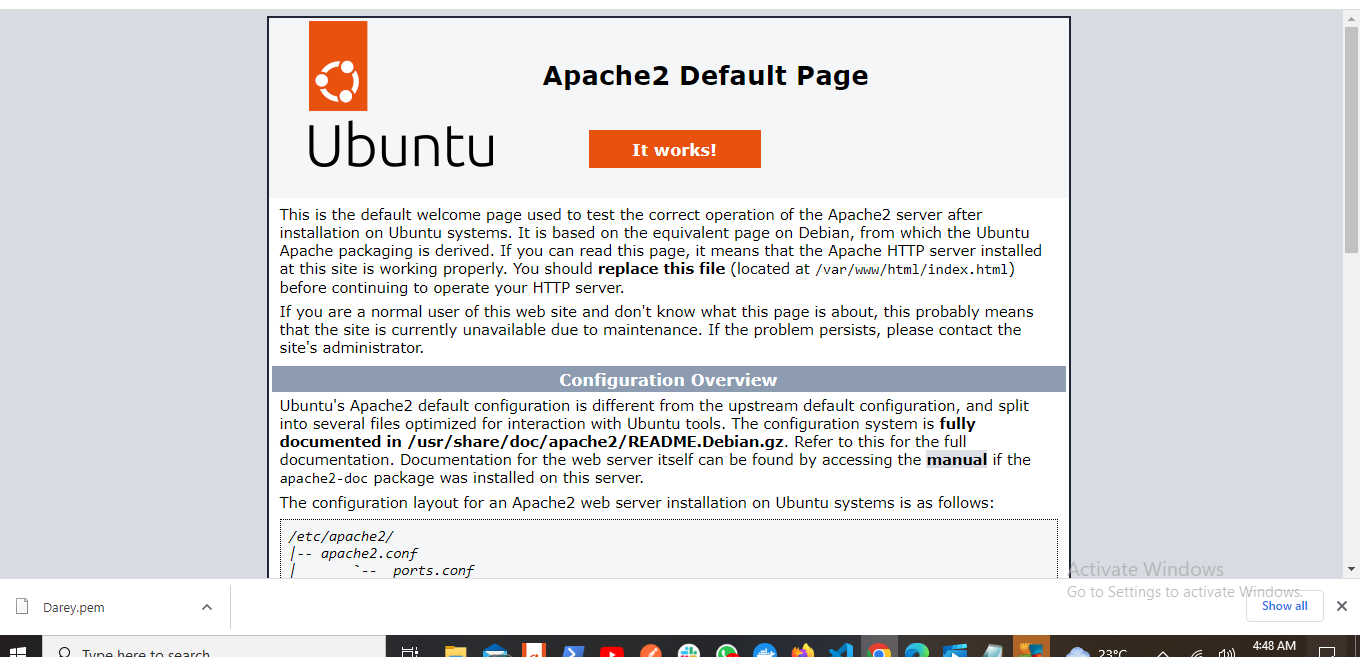 Apache2 Default Page
Ubuntu
It works!
This is the default welcome page used to test the correct operation of the Apache2 server after
installation on Ubuntu systems. It is based on the equivalent page on Debian, from which the Ubuntu
Apache packaging is derived. If you can read this page, it means that the Apache HTTP server installed
at this site is working properly. You should replace this file (located at /var/www/html/index.html)
before continuing to operate your HTTP server.
If you are a normal user of this web site and don't know what this page is about, this probably means
that the site is currently unavailable due to maintenance. If the problem persists, please contact the
site's administrator.
Configuration Overview
Ubuntu's Apache2 default configuration is different from the upstream default configuration, and split
into several files optimized for interaction with Ubuntu tools. The configuration system is fully
documented in /usr/share/doc/apache2/README.Debian.gz. Refer to this for the full
documentation. Documentation for the web server itself can be found by accessing the manual if the
apache2-doc package was installed on this server.
The configuration layout for an Apache2 web server installation on Ubuntu systems is as follows:
/etc/apache2/
|-- apache2.conf
|       `--  ports.conf
Activate Windows
Go to Settings to activate Windows.
Darey.pem
Show all
Type here to search
23°C
4:48 AM